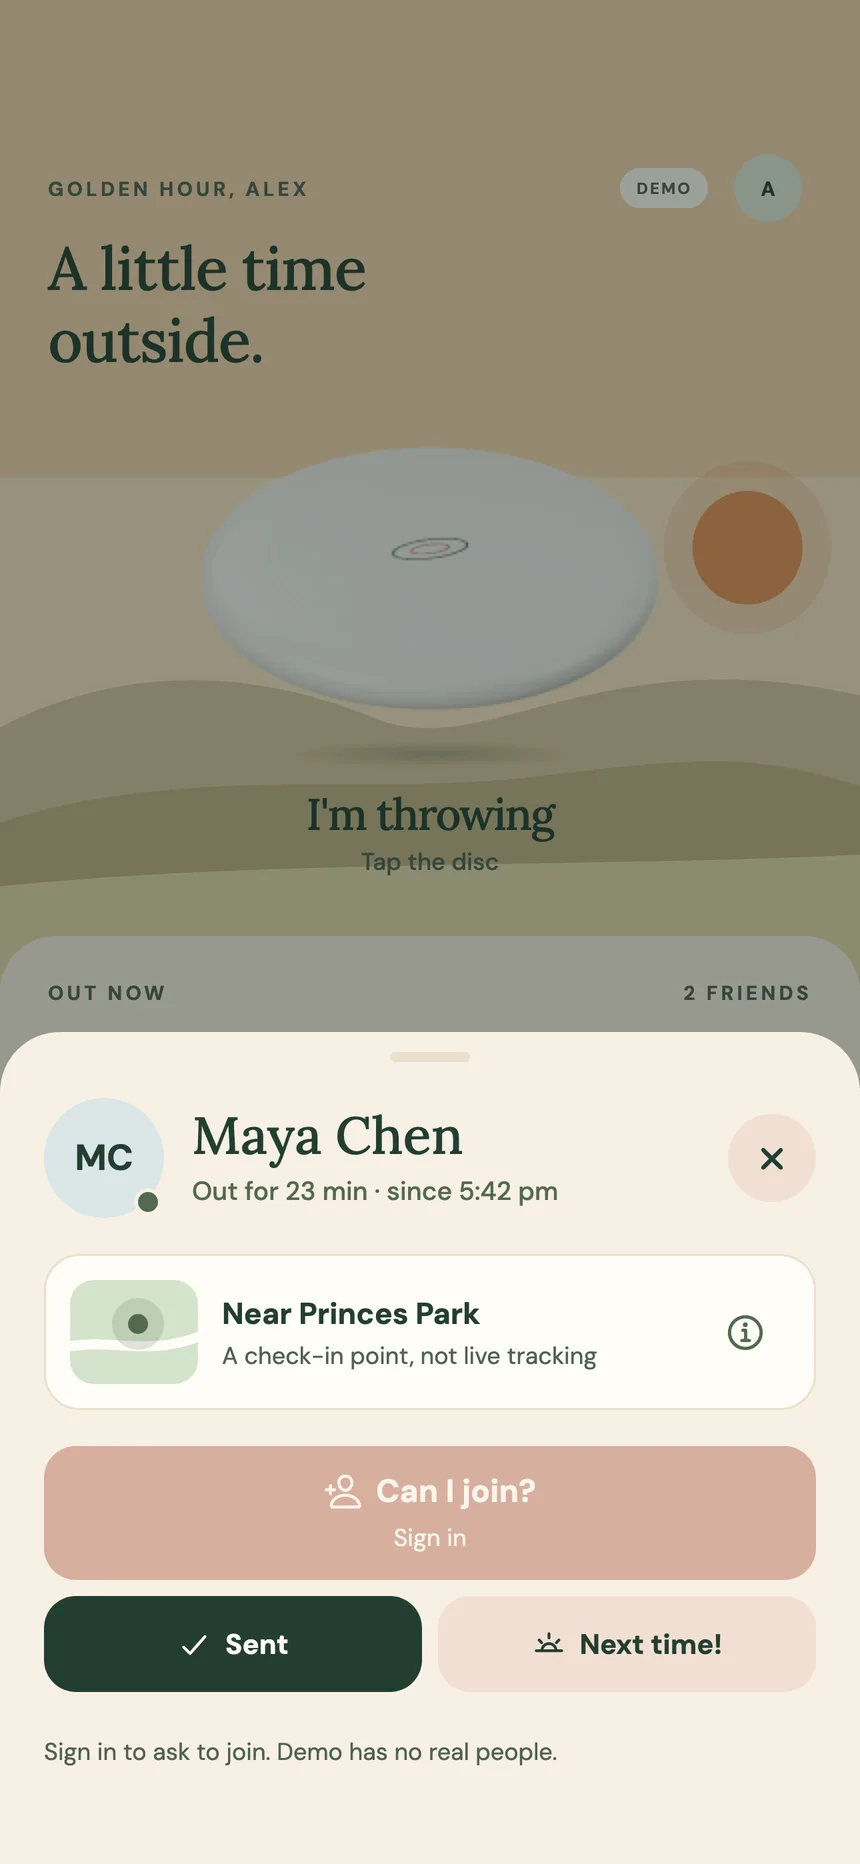 GOLDEN HOUR, ALEX
DEMO
A
A little time
outside.
I'm throwing
Tap the disc
OUT NOW
2 FRIENDS
MC
Maya Chen
Out for 23 min · since 5:42 pm
Near Princes Park
A check-in point, not live tracking
Can I join?
Sign in
Sent
Next time!
Sign in to ask to join. Demo has no real people.